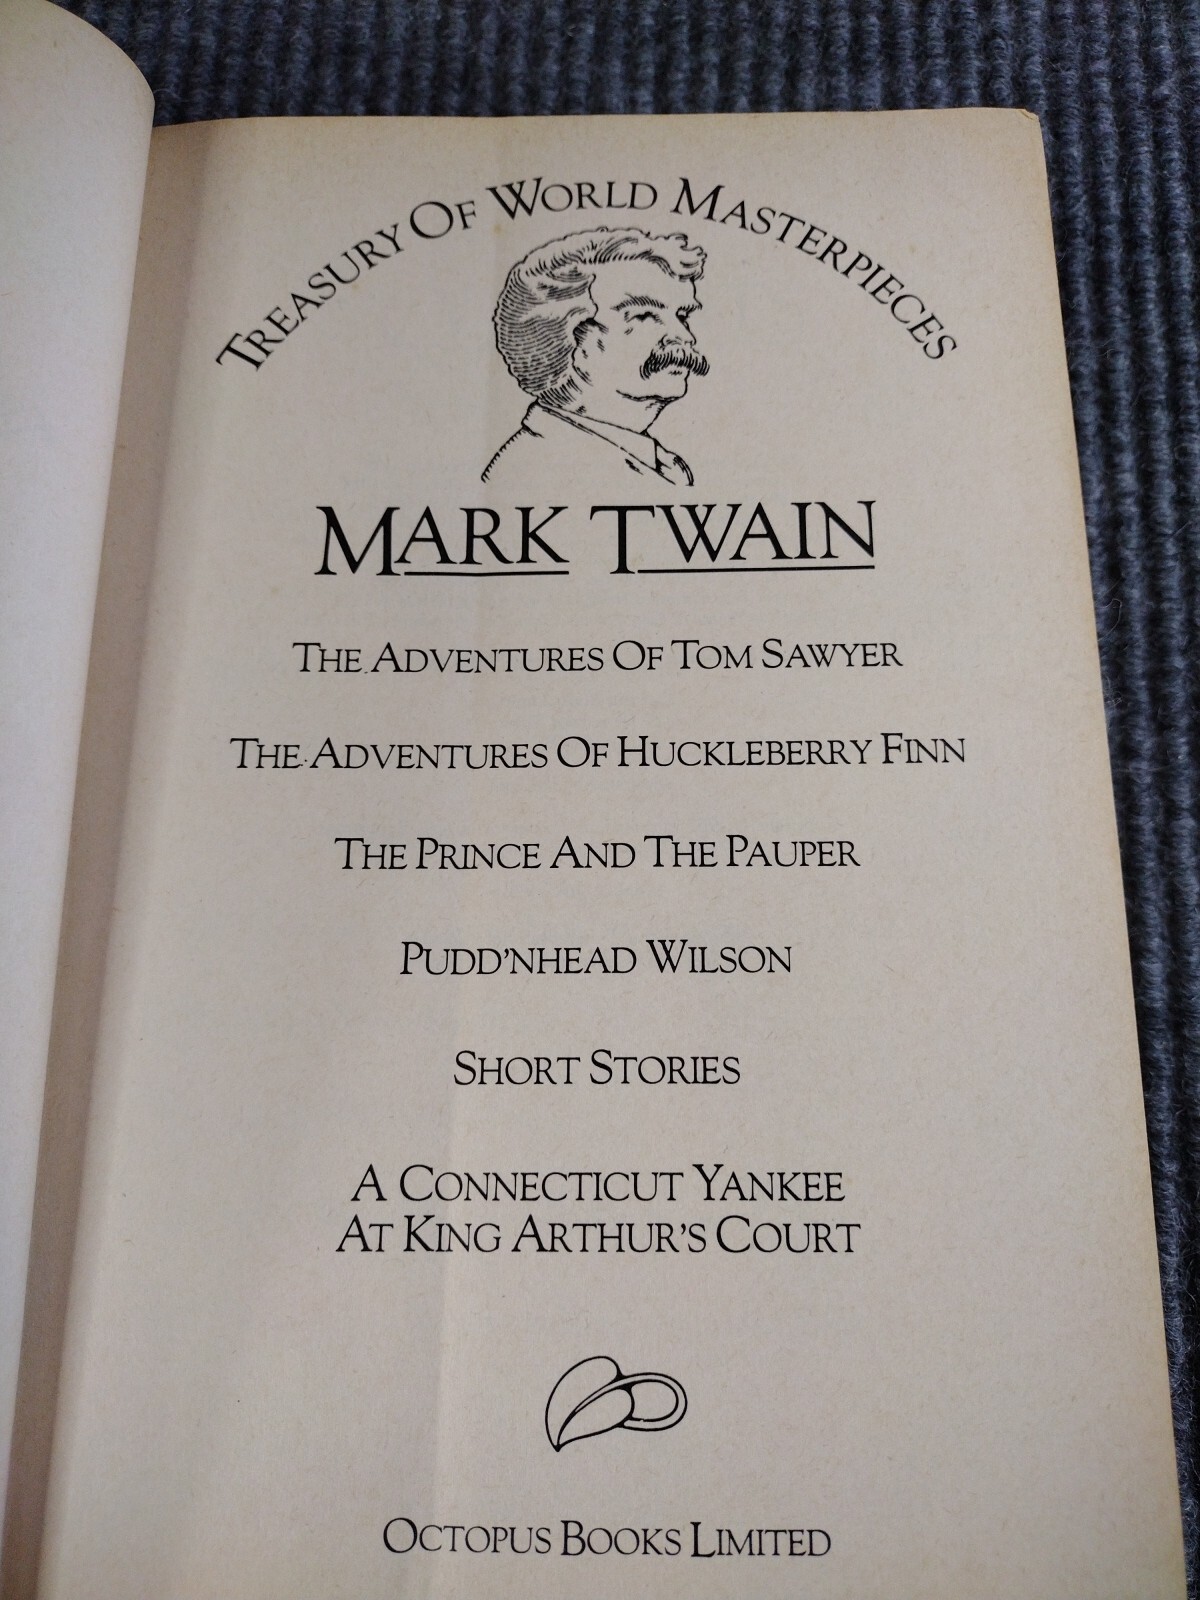 TREASURY OF WORLD MASTERPIECES
MARK TWAIN
THE ADVENTURES OF TOM SAWYER
THE ADVENTURES OF HUCKLEBERRY FINN
THE PRINCE AND THE PAUPER
PUDD'NHEAD WILSON
SHORT STORIES
A CONNECTICUT YANKEE
AT KING ARTHUR'S COURT
OCTOPUS BOOKS LIMITED